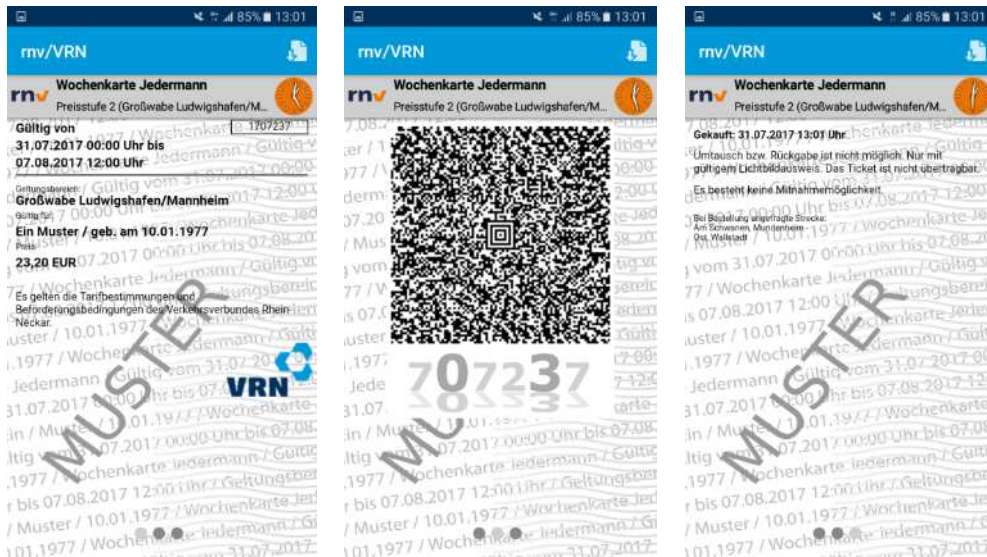 85% 13:01
rnv/VRN
rnv
Wochenkarte Jedermann
Preisstufe 2 (Großwabe Ludwigshafen/M...
Gültig von
1707237
31.07.2017 00:00 Uhr bis
07.08.2017 12:00 Uhr
Geltungsbereich:
Großwabe Ludwigshafen/Mannheim
Gültig für:
Ein Muster / geb. am 10.01.1977
Preis:
23,20 EUR
Es gelten die Tarifbestimmungen und
Beförderungsbedingungen des Verkehrsverbundes Rhein-
Neckar.
VRN
MUSTER
85% 13:01
rnv/VRN
rnv
Wochenkarte Jedermann
Preisstufe 2 (Großwabe Ludwigshafen/M...
707237
85% 13:01
rnv/VRN
rnv
Wochenkarte Jedermann
Preisstufe 2 (Großwabe Ludwigshafen/M...
Gekauft: 31.07.2017 13:01 Uhr
Umtausch bzw. Rückgabe ist nicht möglich. Nur mit
gültigem Lichtbildausweis. Das Ticket ist nicht übertragbar.
Es besteht keine Mitnahmemöglichkeit.
Bei Bestellung angefragte Strecke:
Am Schwanen, Mundenheim -
Ost, Wallstadt
MUSTER